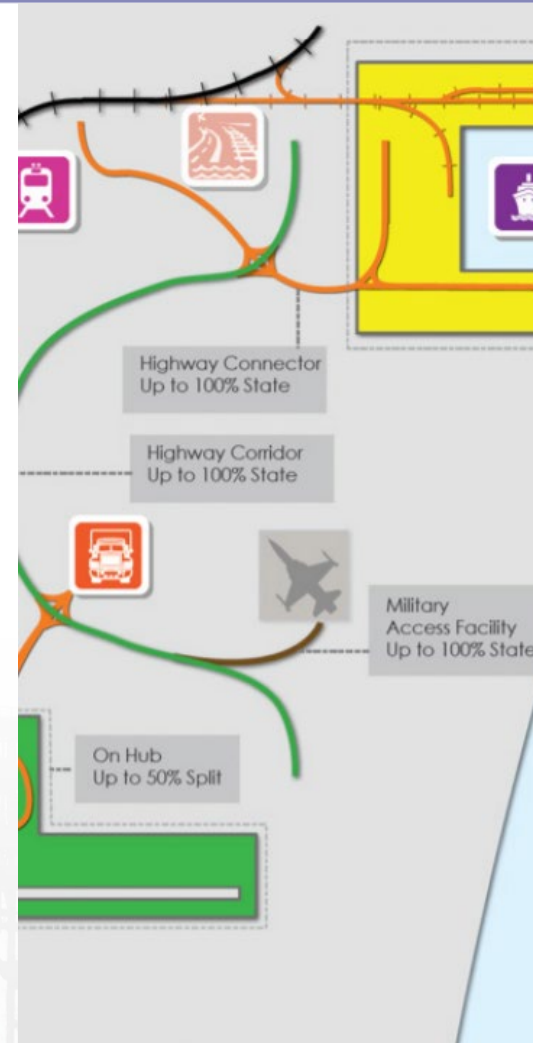 Highway Connector
Up to 100% State
Highway Corridor
Up to 100% State
Military
Access Facility
Up to 100% State
On Hub
Up to 50% Split